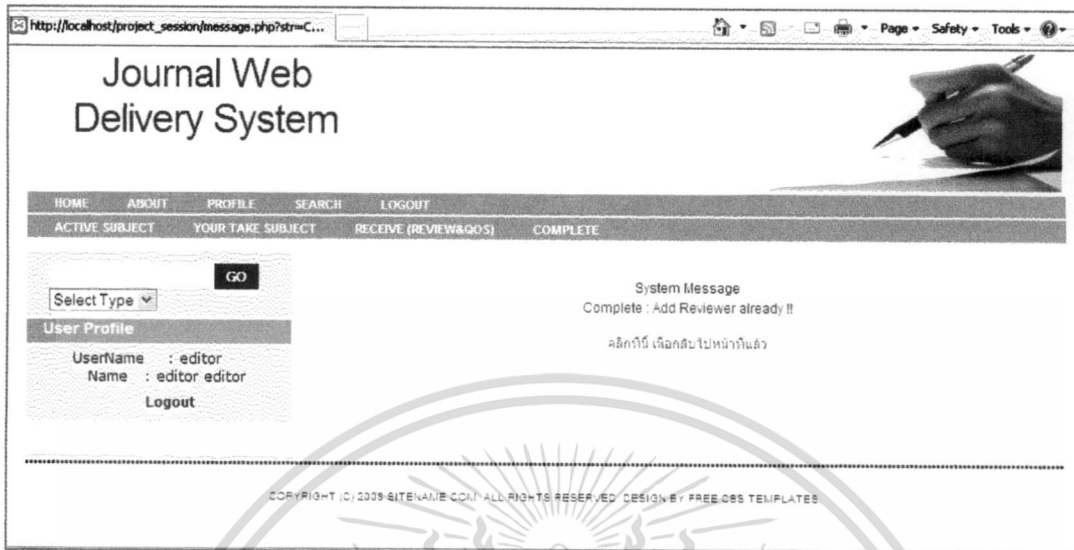 http://localhost/project_session/message.php?str=C...
Page Safety Tools
Journal Web
Delivery System
HOME ABOUT PROFILE SEARCH LOGOUT
ACTIVE SUBJECT YOUR TAKE SUBJECT RECEIVE (REVIEW&QOS) COMPLETE
GO
Select Type
User Profile
UserName : editor
Name : editor editor
Logout
System Message
Complete : Add Reviewer already !!
คลิกที่นี่ เพื่อกลับไปหน้าที่แล้ว
COPYRIGHT (C) 2009 SITENAME.COM. ALL RIGHTS RESERVED. DESIGN BY FREE CSS TEMPLATES